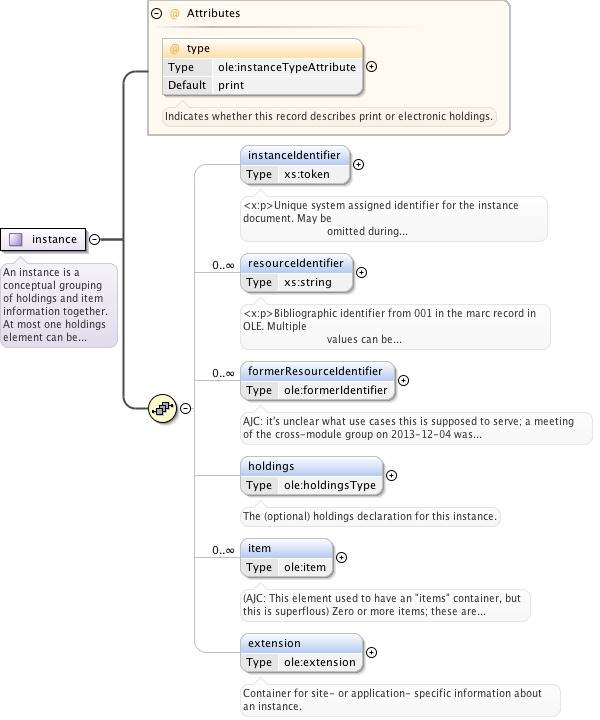 @ Attributes
@ type
Type ole:instanceTypeAttribute
Default print
Indicates whether this record describes print or electronic holdings.
instance
An instance is a
conceptual grouping
of holdings and item
information together.
At most one holdings
element can be...
instanceIdentifier
Type xs:token
<x:p>Unique system assigned identifier for the instance
document. May be
omitted during...
0..∞
resourceIdentifier
Type xs:string
<x:p>Bibliographic identifier from 001 in the marc record in
OLE. Multiple
values can be...
0..∞
formerResourceIdentifier
Type ole:formerIdentifier
AJC: it's unclear what use cases this is supposed to serve; a meeting
of the cross-module group on 2013-12-04 was...
holdings
Type ole:holdingsType
The (optional) holdings declaration for this instance.
0..∞
item
Type ole:item
(AJC: This element used to have an "items" container, but
this is superflous) Zero or more items; these are...
extension
Type ole:extension
Container for site- or application- specific information about
an instance.